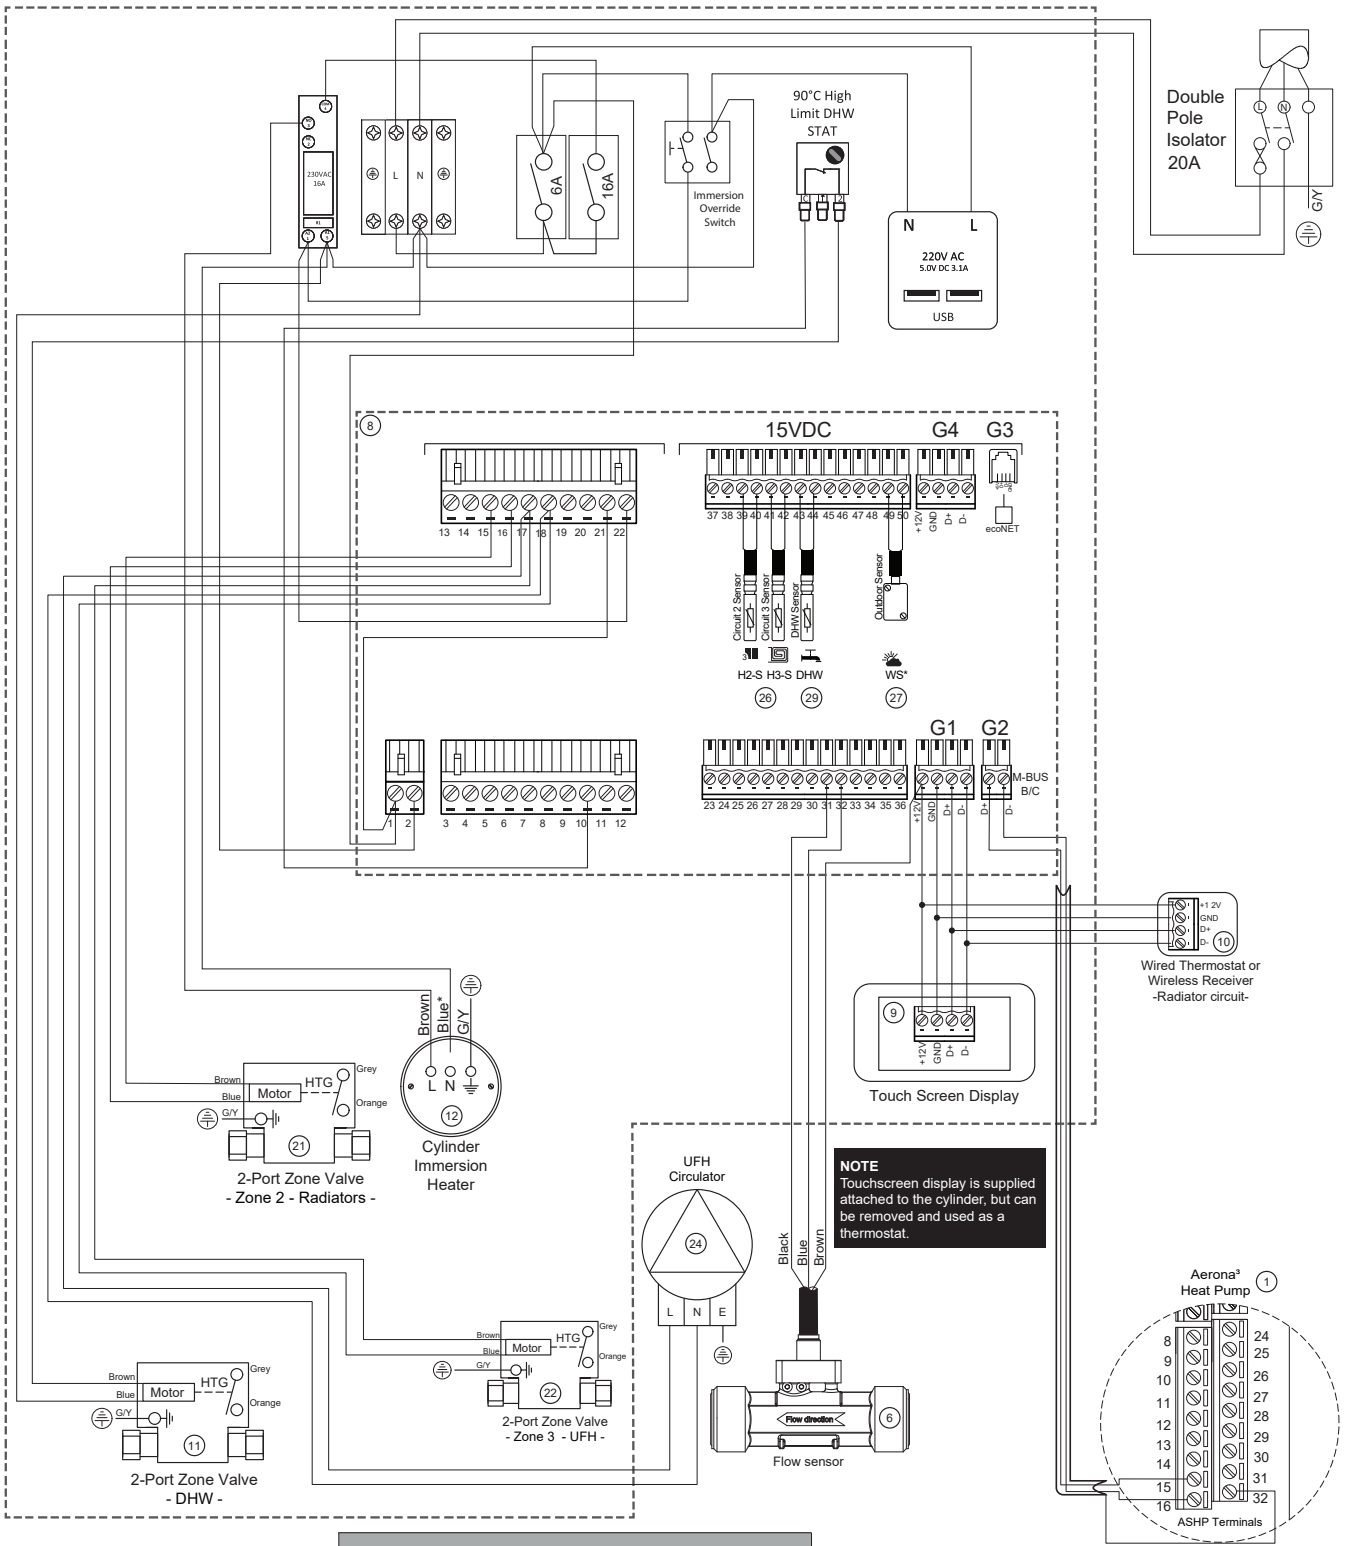 90°C High
Limit DHW
STAT
Double
Pole
Isolator
20A
L
N
G/Y
230VAC
16A
L
N
6A
16A
Immersion
Override
Switch
C
1
2
N
L
220V AC
5.0V DC 3.1A
USB
8
15VDC
G4
G3
13 14 15 16 17 18 19 20 21 22
37 38 39 40 41 42 43 44 45 46 47 48 49 50
+12V
GND
D+
D-
ecoNET
Circuit 2 Sensor
Circuit 3 Sensor
DHW Sensor
Outdoor Sensor
3
H2-S H3-S DHW
WS*
26
29
27
G1
G2
M-BUS
B/C
1 2
3 4 5 6 7 8 9 10 11 12
23 24 25 26 27 28 29 30 31 32 33 34 35 36
+12V
GND
D+
D-
D+
D-
+1 2V
GND
D+
D-
10
Wired Thermostat or
Wireless Receiver
-Radiator circuit-
9
+12V
GND
D+
D-
Touch Screen Display
Brown
Blue*
G/Y
L N
12
Cylinder
Immersion
Heater
Brown
Blue
G/Y
Motor
HTG
Grey
Orange
21
2-Port Zone Valve
- Zone 2 - Radiators -
UFH
Circulator
24
L N E
Black
Blue
Brown
NOTE
Touchscreen display is supplied
attached to the cylinder, but can
be removed and used as a
thermostat.
Flow direction
6
Flow sensor
Brown
Blue
G/Y
Motor
HTG
Grey
Orange
22
2-Port Zone Valve
- Zone 3 - UFH -
Brown
Blue
G/Y
Motor
HTG
Grey
Orange
11
2-Port Zone Valve
- DHW -
Aerona³
Heat Pump
1
8
9
10
11
12
13
14
15
16
24
25
26
27
28
29
30
31
32
ASHP Terminals